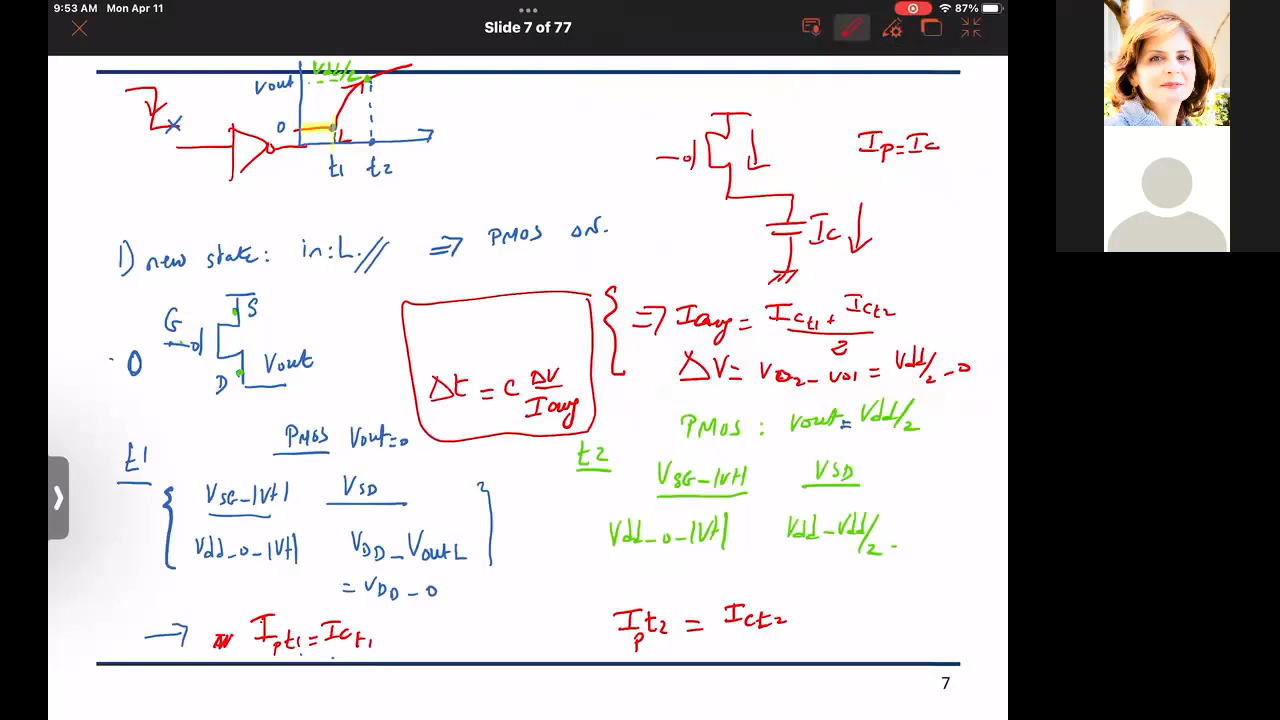 9:53 AM Mon Apr 11
87%
Slide 7 of 77
Vdd/2
Vout
0
L
t1 t2
Ip = Ic
Ic
1) new state: in: L // ⇒ PMOS on.
G S
0 Vout
D
⇒ Iavg = Ict1 + Ict2
2
ΔV = Vo2 - Vo1 = Vdd/2 - 0
Δt = C ΔV
Iavg
PMOS Vout=0
PMOS : Vout = Vdd/2
t1
t2
VSG - |Vt| VSD
VSG - |Vt| VSD
Vdd - 0 - |Vt| VDD - VoutL
= VDD - 0
Vdd - 0 - |Vt| Vdd - Vdd/2 -
→ Ipt1 = Ict1
Ipt2 = Ict2
7